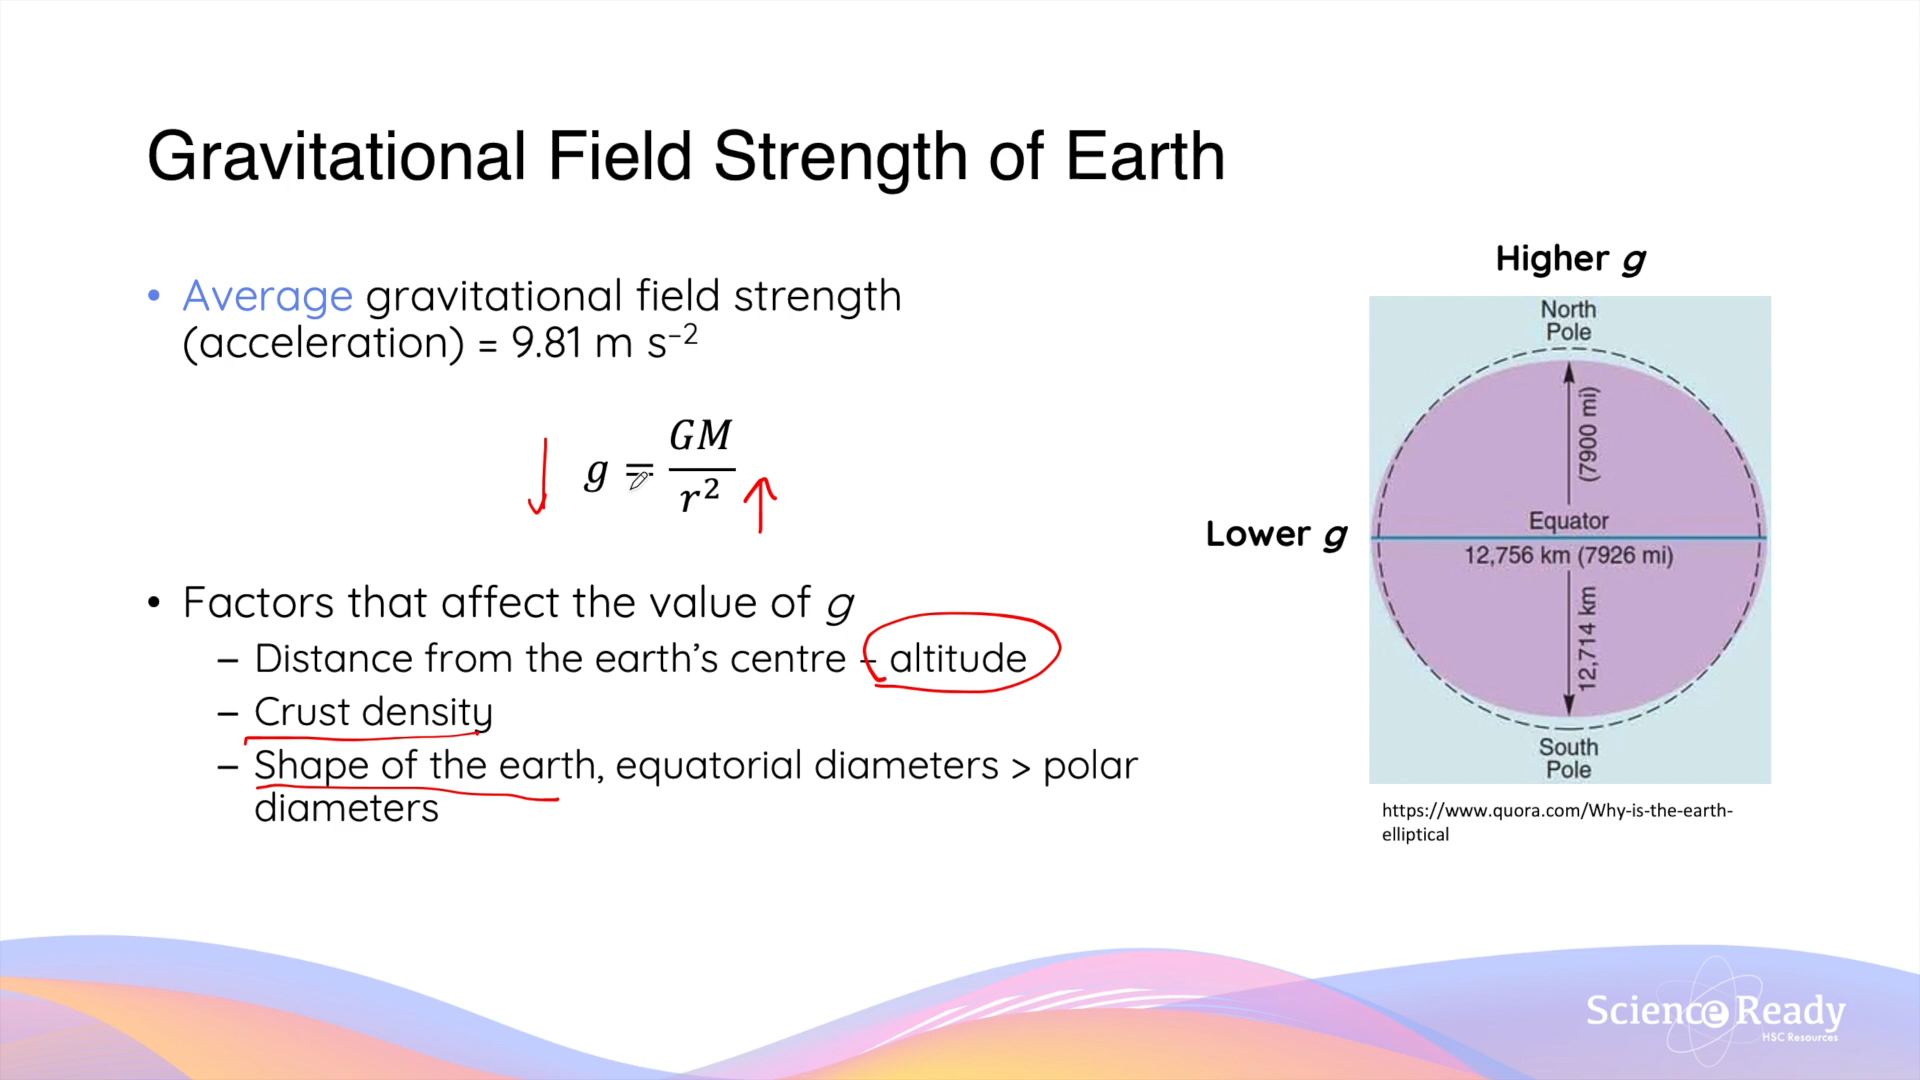 Gravitational Field Strength of Earth
• Average gravitational field strength
(acceleration) = 9.81 m s⁻²
g = GM / r²
• Factors that affect the value of g
– Distance from the earth's centre – altitude
– Crust density
– Shape of the earth, equatorial diameters > polar
diameters
Higher g
North
Pole
(7900 mi)
Lower g
Equator
12,756 km (7926 mi)
12,714 km
South
Pole
https://www.quora.com/Why-is-the-earth-
elliptical
Science Ready
HSC Resources